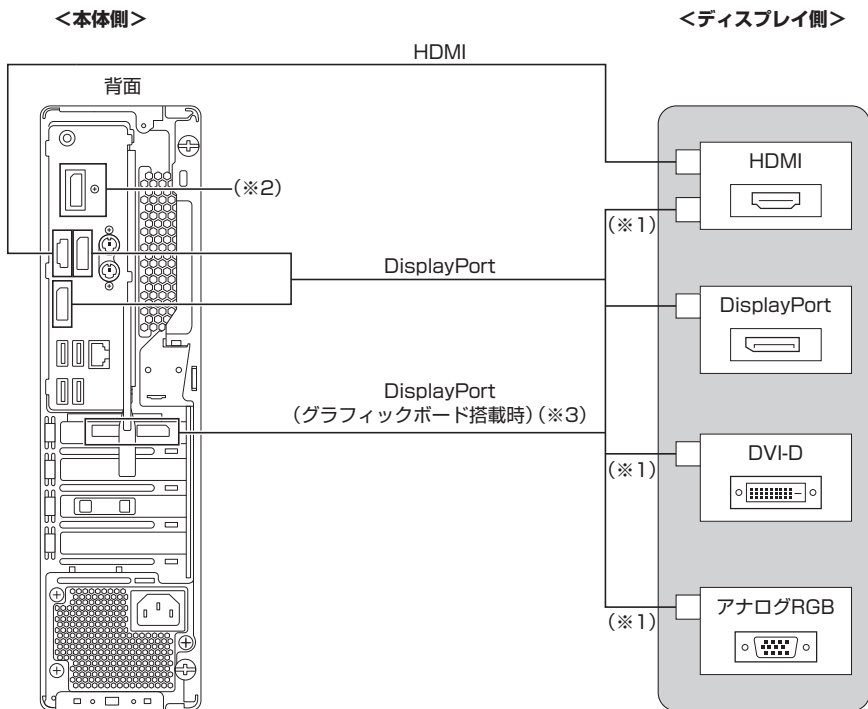 <本体側>
<ディスプレイ側>
HDMI
背面
HDMI
(※2)
(※1)
DisplayPort
DisplayPort
DisplayPort
(グラフィックボード搭載時)(※3)
DVI-D
(※1)
アナログRGB
(※1)